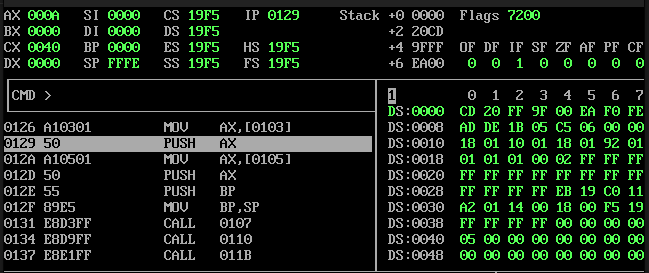 AX 000A SI 0000 CS 19F5 IP 0129 Stack +0 0000 Flags 7200
BX 0000 DI 0000 DS 19F5 +2 20CD
CX 0040 BP 0000 ES 19F5 HS 19F5 +4 9FFF OF DF IF SF ZF AF PF CF
DX 0000 SP FFFE SS 19F5 FS 19F5 +6 EA00 0 0 1 0 0 0 0 0
CMD > 1 0 1 2 3 4 5 6 7
DS:0000 CD 20 FF 9F 00 EA F0 FE
0126 A10301 MOV AX,[0103] DS:0008 AD DE 1B 05 C5 06 00 00
0129 50 PUSH AX DS:0010 18 01 10 01 18 01 92 01
012A A10501 MOV AX,[0105] DS:0018 01 01 01 00 02 FF FF FF
012D 50 PUSH AX DS:0020 FF FF FF FF FF FF FF FF
012E 55 PUSH BP DS:0028 FF FF FF FF EB 19 C0 11
012F 89E5 MOV BP,SP DS:0030 A2 01 14 00 18 00 F5 19
0131 E8D3FF CALL 0107 DS:0038 FF FF FF FF 00 00 00 00
0134 E8D9FF CALL 0110 DS:0040 05 00 00 00 00 00 00 00
0137 E8E1FF CALL 011B DS:0048 00 00 00 00 00 00 00 00